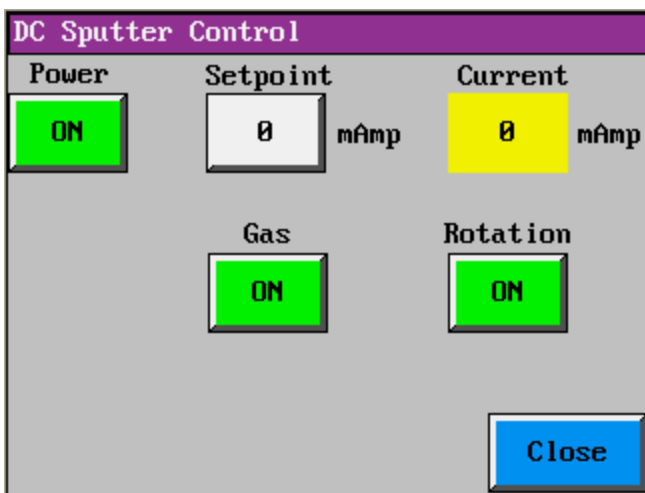 DC Sputter Control
Power Setpoint Current
ON 0 mAmp 0 mAmp
Gas Rotation
ON ON
Close